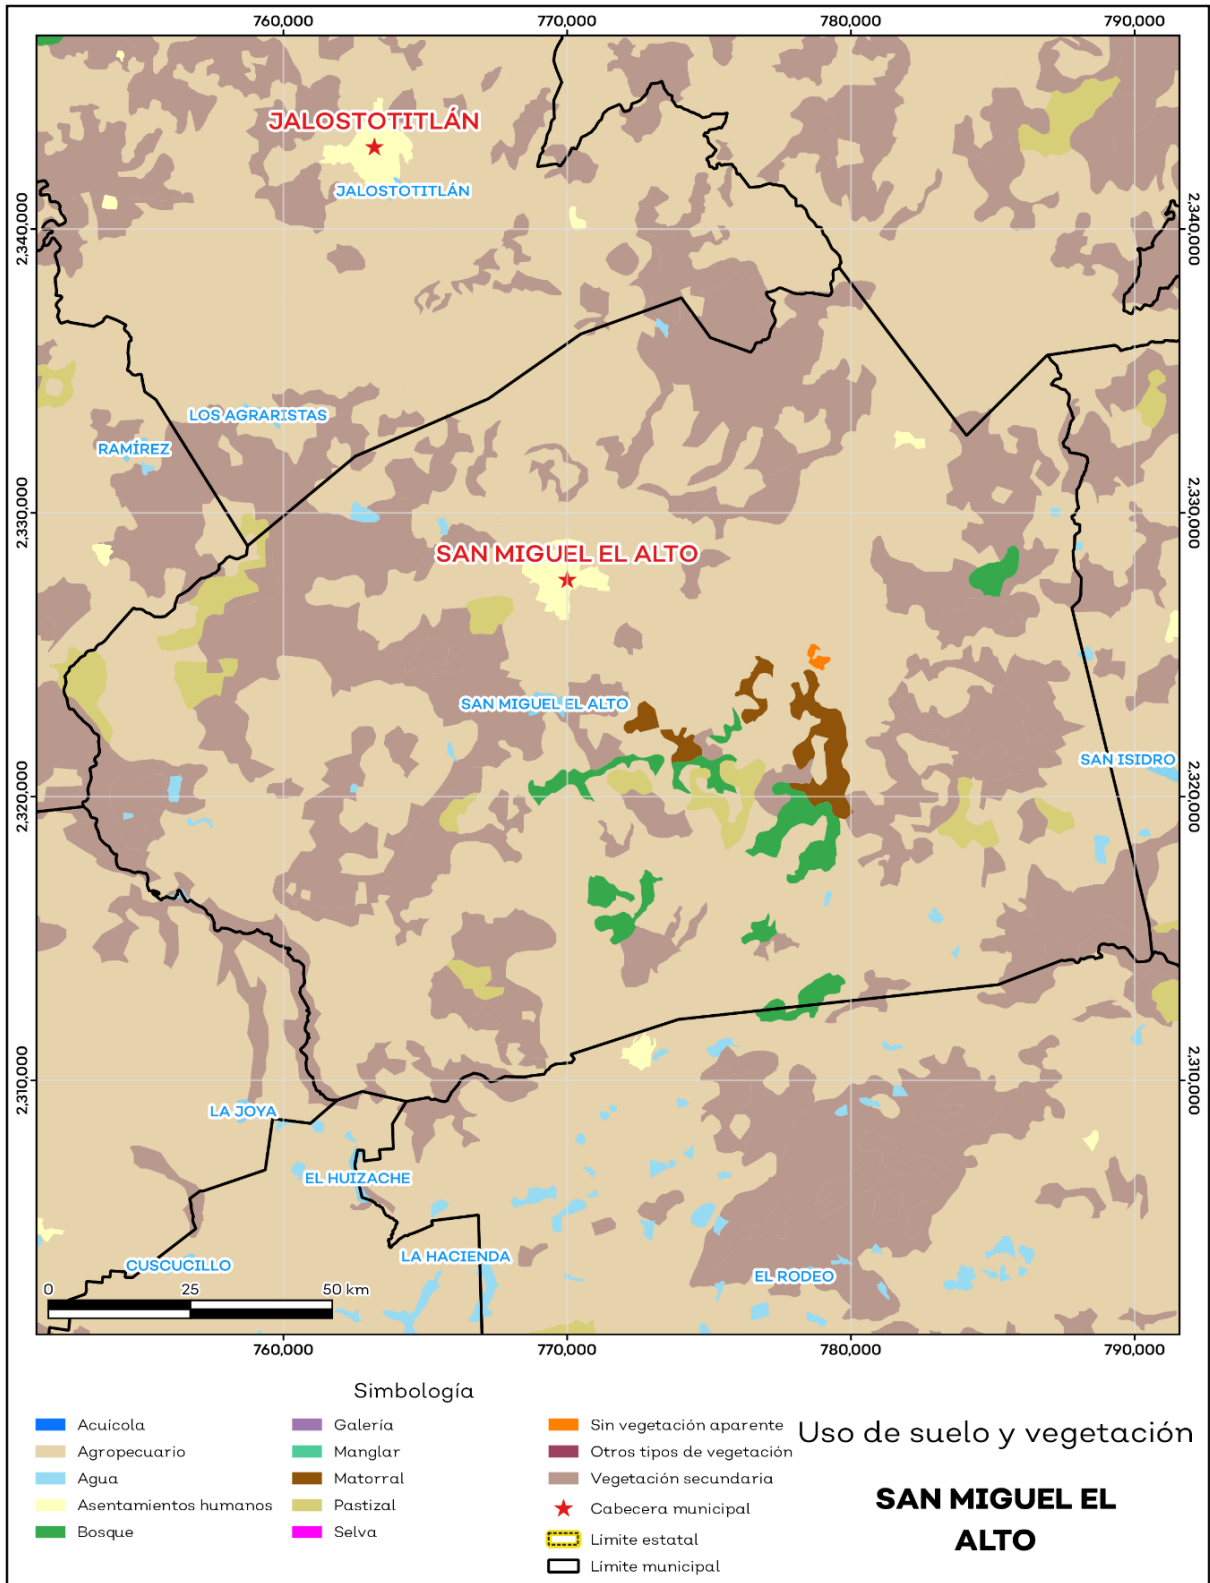 760,000
770,000
780,000
790,000
JALOSTOTITLÁN
JALOSTOTITLÁN
2,340,000
2,340,000
LOS AGRARISTAS
RAMÍREZ
2,330,000
2,330,000
SAN MIGUEL EL ALTO
SAN MIGUEL EL ALTO
SAN ISIDRO
2,320,000
2,320,000
2,310,000
2,310,000
LA JOYA
EL HUIZACHE
LA HACIENDA
CUSCUCILLO
EL RODEO
0
25
50 km
760,000
770,000
780,000
790,000
Simbología
Acuícola
Agropecuario
Agua
Asentamientos humanos
Bosque
Galería
Manglar
Matorral
Pastizal
Selva
Sin vegetación aparente
Otros tipos de vegetación
Vegetación secundaria
Cabecera municipal
Límite estatal
Límite municipal
Uso de suelo y vegetación
SAN MIGUEL EL
ALTO